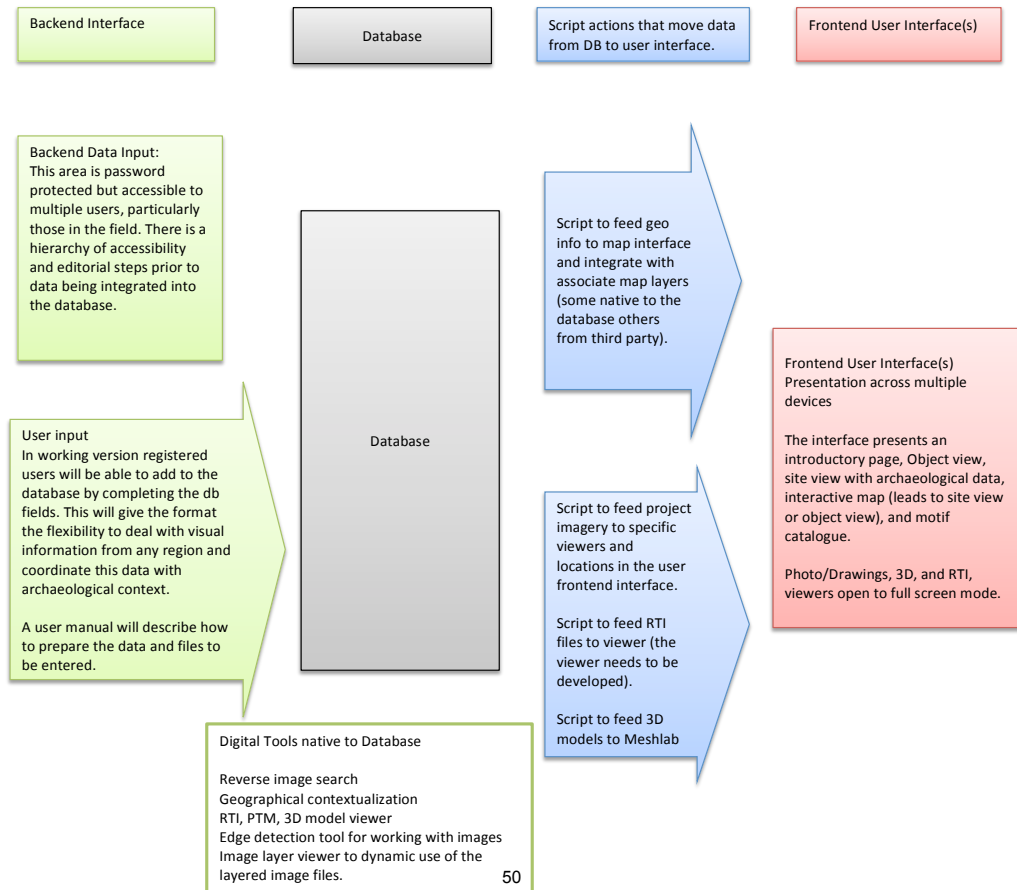 Backend Interface
Database
Script actions that move data
from DB to user interface.
Frontend User Interface(s)
Backend Data Input:
This area is password
protected but accessible to
multiple users, particularly
those in the field. There is a
hierarchy of accessibility
and editorial steps prior to
data being integrated into
the database.
User input
In working version registered
users will be able to add to the
database by completing the db
fields. This will give the format
the flexibility to deal with visual
information from any region and
coordinate this data with
archaeological context.
A user manual will describe how
to prepare the data and files to
be entered.
Database
Digital Tools native to Database
Reverse image search
Geographical contextualization
RTI, PTM, 3D model viewer
Edge detection tool for working with images
Image layer viewer to dynamic use of the
layered image files.
50
Script to feed geo
info to map interface
and integrate with
associate map layers
(some native to the
database others
from third party).
Script to feed project
imagery to specific
viewers and
locations in the user
frontend interface.
Script to feed RTI
files to viewer (the
viewer needs to be
developed).
Script to feed 3D
models to Meshlab
Frontend User Interface(s)
Presentation across multiple
devices
The interface presents an
introductory page, Object view,
site view with archaeological data,
interactive map (leads to site view
or object view), and motif
catalogue.
Photo/Drawings, 3D, and RTI,
viewers open to full screen mode.